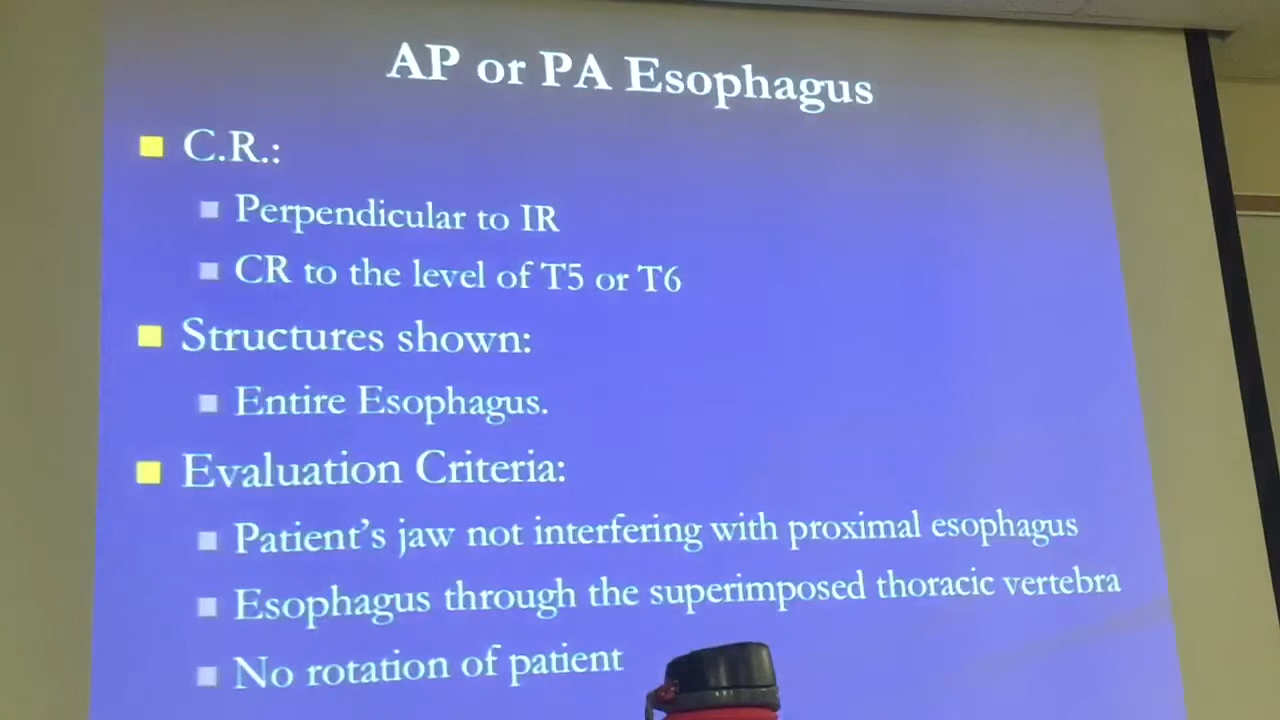 AP or PA Esophagus
C.R.:
Perpendicular to IR
CR to the level of T5 or T6
Structures shown:
Entire Esophagus.
Evaluation Criteria:
Patient's jaw not interfering with proximal esophagus
Esophagus through the superimposed thoracic vertebra
No rotation of patient